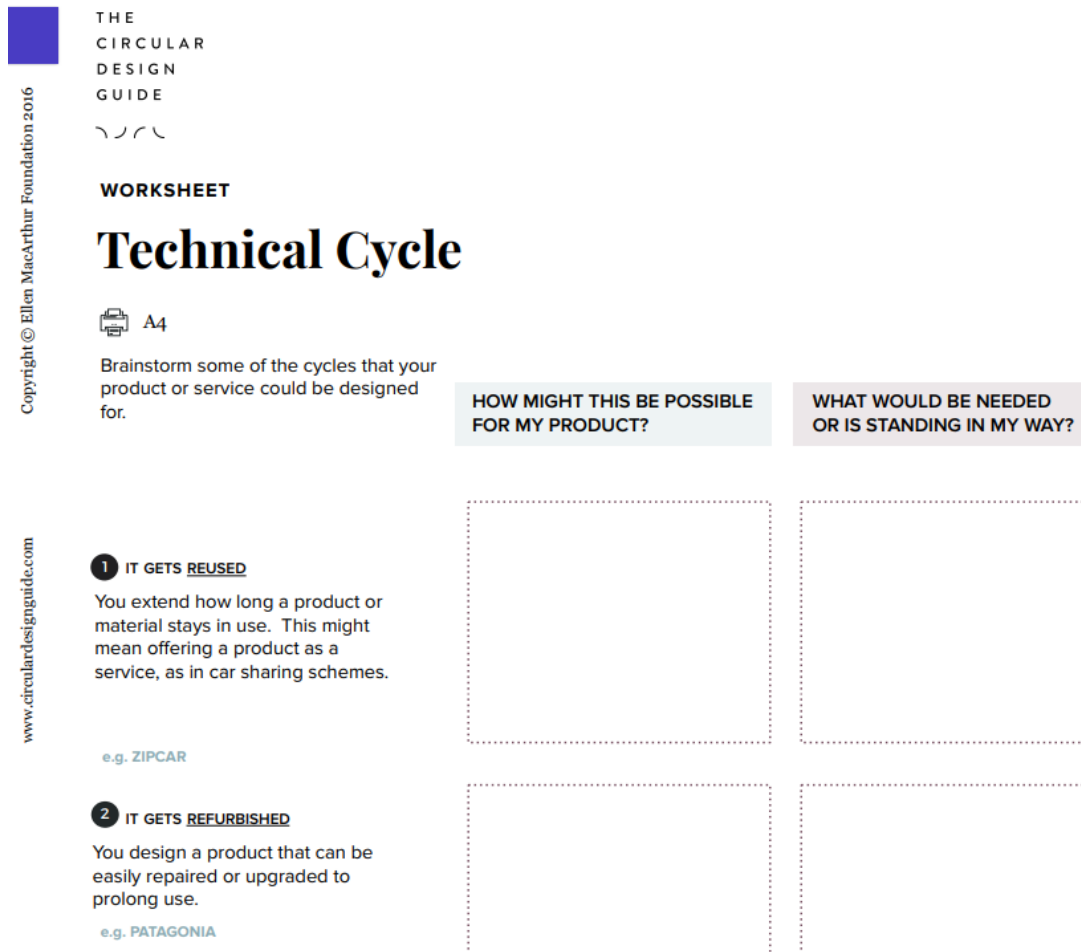 THE
CIRCULAR
DESIGN
GUIDE
Copyright © Ellen MacArthur Foundation 2016
www.circulardesignguide.com
WORKSHEET
Technical Cycle
A4
Brainstorm some of the cycles that your
product or service could be designed
for.
HOW MIGHT THIS BE POSSIBLE
FOR MY PRODUCT?
WHAT WOULD BE NEEDED
OR IS STANDING IN MY WAY?
1 IT GETS REUSED
You extend how long a product or
material stays in use. This might
mean offering a product as a
service, as in car sharing schemes.
e.g. ZIPCAR
2 IT GETS REFURBISHED
You design a product that can be
easily repaired or upgraded to
prolong use.
e.g. PATAGONIA